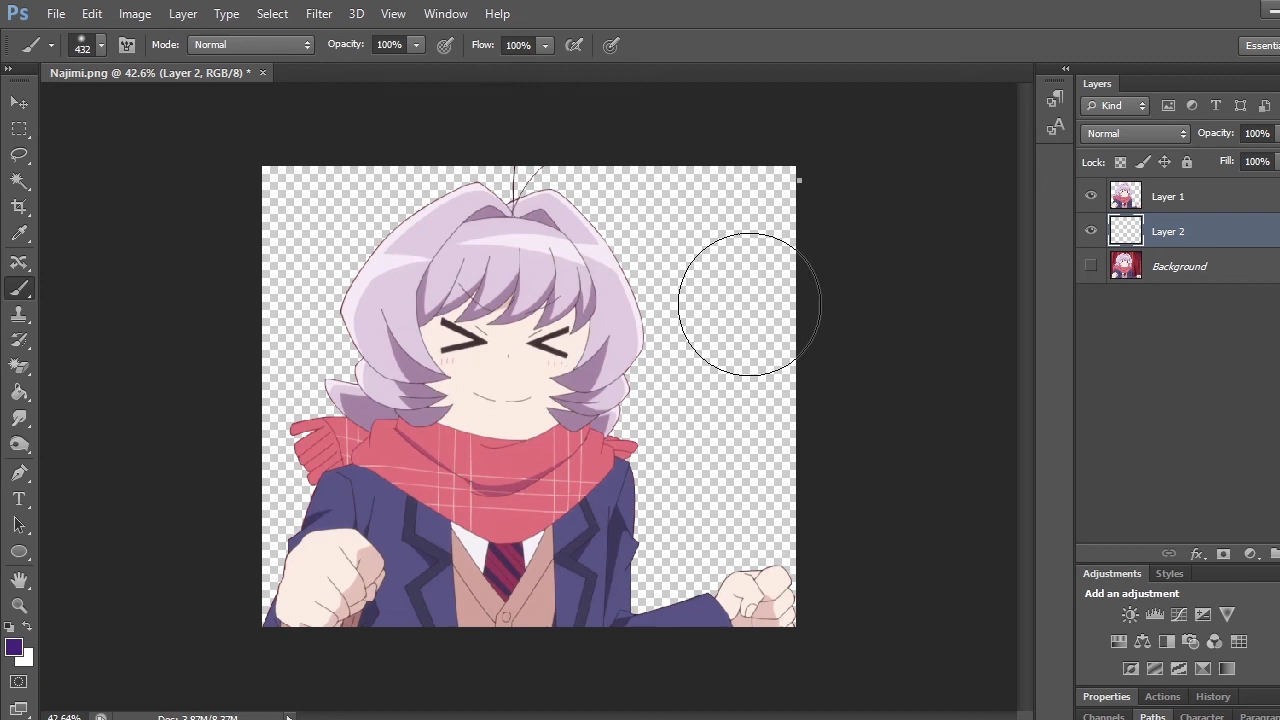 Ps File Edit Image Layer Type Select Filter 3D View Window Help
432 Mode: Normal Opacity: 100% Flow: 100% Essenti
Najimi.png @ 42.6% (Layer 2, RGB/8) * ×
Layers
Kind
Normal Opacity: 100%
Lock: Fill: 100%
Layer 1
Layer 2
Background
Adjustments Styles
Add an adjustment
Properties Actions History
Channels Paths Character Paragra
42.64% Doc: 3.87M/8.37M